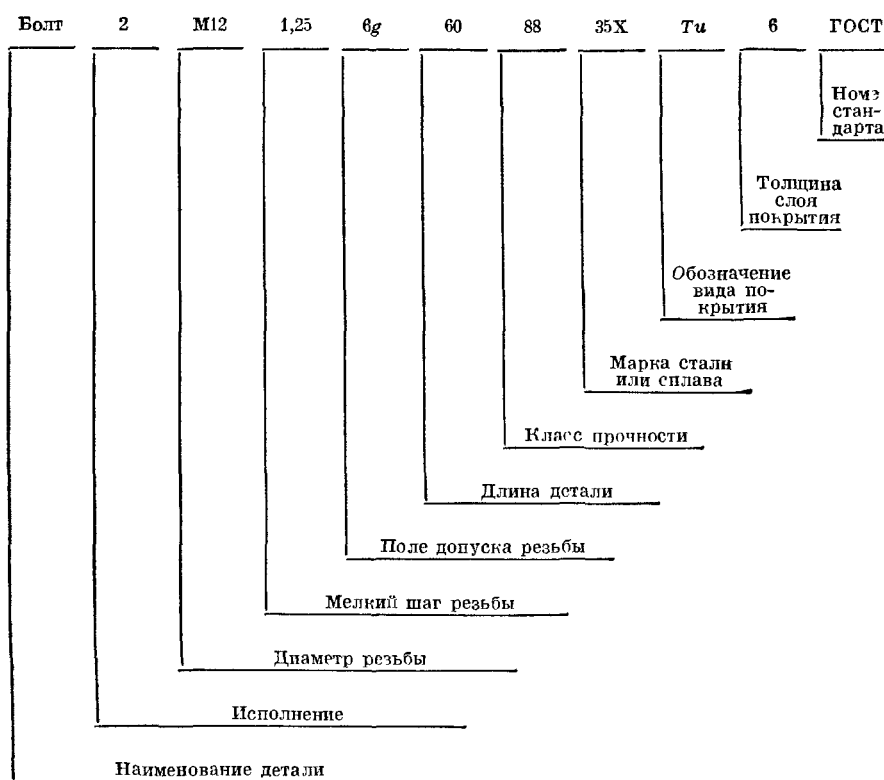 Болт 2 М12 1,25 6g 60 88 35Х Ти 6 ГОСТ
стан-
дарта
Толщина
слоя
покрытия
Обозначение
вида по-
крытия
Марка стали
или сплава
Класс прочности
Длина детали
Поле допуска резьбы
Мелкий шаг резьбы
Диаметр резьбы
Исполнение
Наименование детали